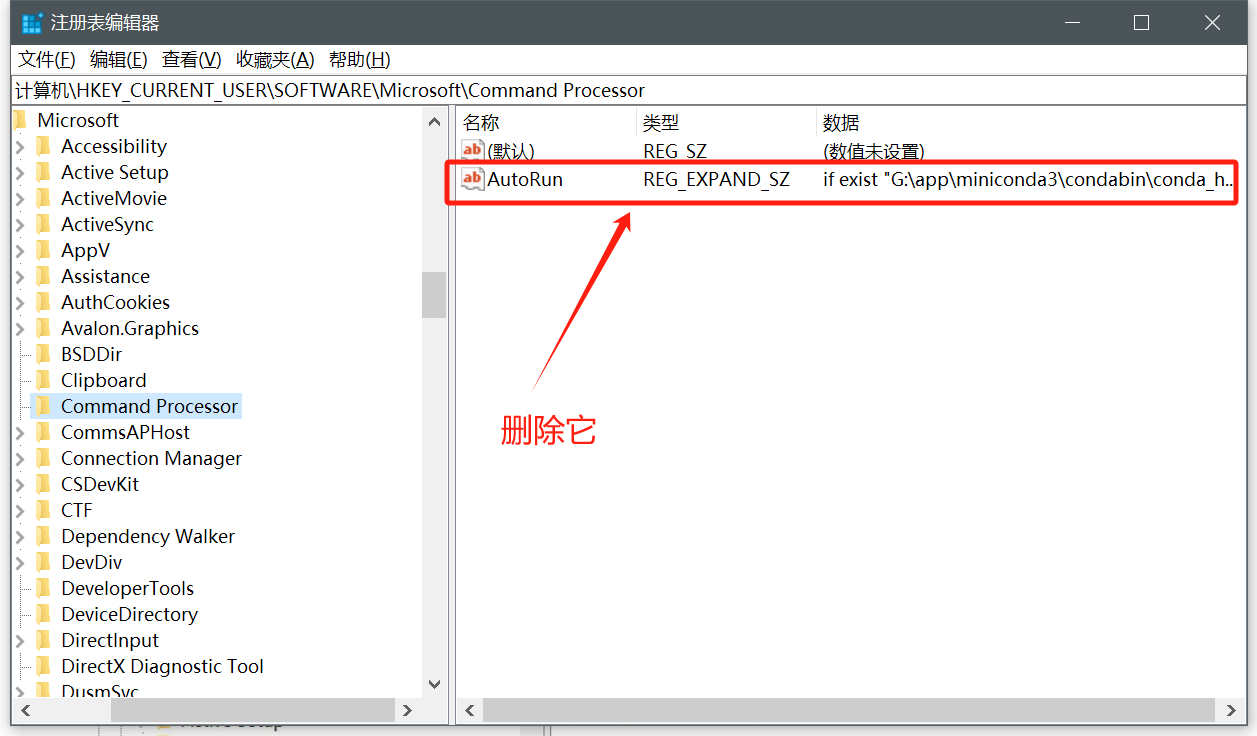 注册表编辑器
文件(F) 编辑(E) 查看(V) 收藏夹(A) 帮助(H)
计算机\HKEY_CURRENT_USER\SOFTWARE\Microsoft\Command Processor
Microsoft
Accessibility
Active Setup
ActiveMovie
ActiveSync
AppV
Assistance
AuthCookies
Avalon.Graphics
BSDDir
Clipboard
Command Processor
CommsAPHost
Connection Manager
CSDevKit
CTF
Dependency Walker
DevDiv
DeveloperTools
DeviceDirectory
DirectInput
DirectX Diagnostic Tool
DusmSvc
名称 类型 数据
ab (默认) REG_SZ (数值未设置)
ab AutoRun REG_EXPAND_SZ if exist "G:\app\miniconda3\condabin\conda_h...
删除它